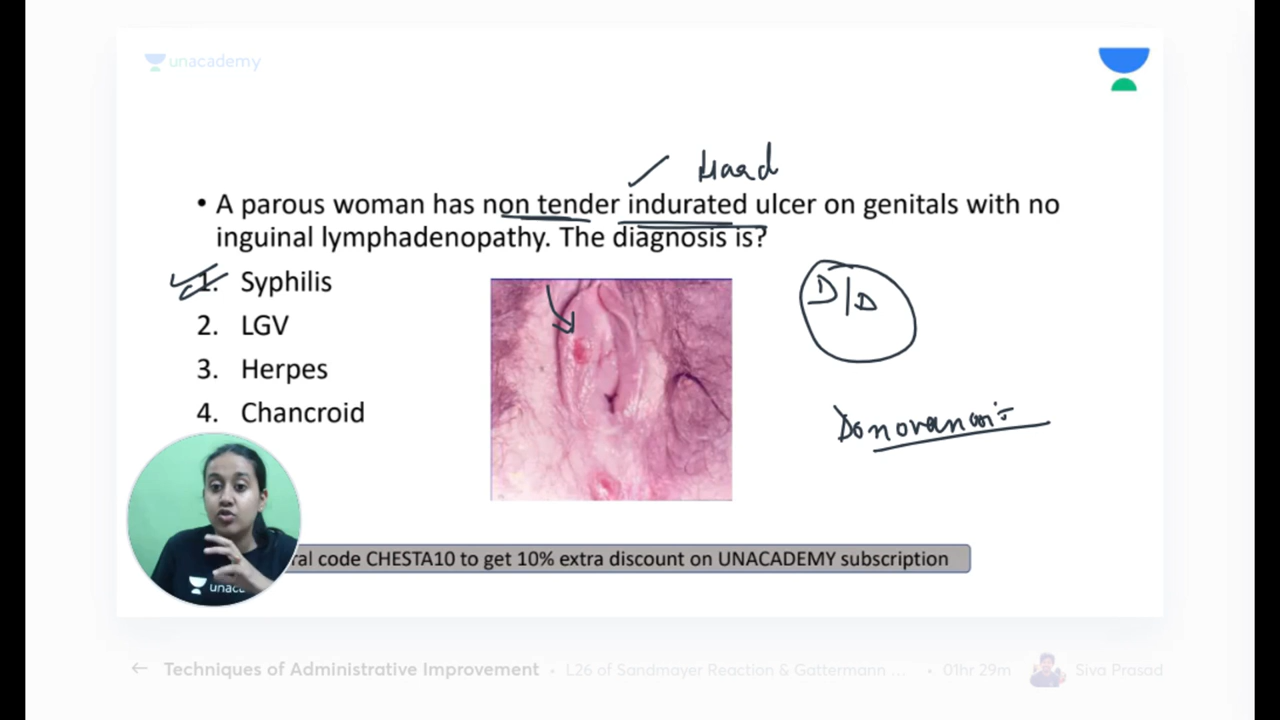 unacademy
Hard
• A parous woman has non tender indurated ulcer on genitals with no
inguinal lymphadenopathy. The diagnosis is?
1. Syphilis
2. LGV
3. Herpes
4. Chancroid
D/D
Donovanosis
unac
ral code CHESTA10 to get 10% extra discount on UNACADEMY subscription
← Techniques of Administrative Improvement • L26 of Sandmayer Reaction & Gattermann ... • 01hr 29m Siva Prasad